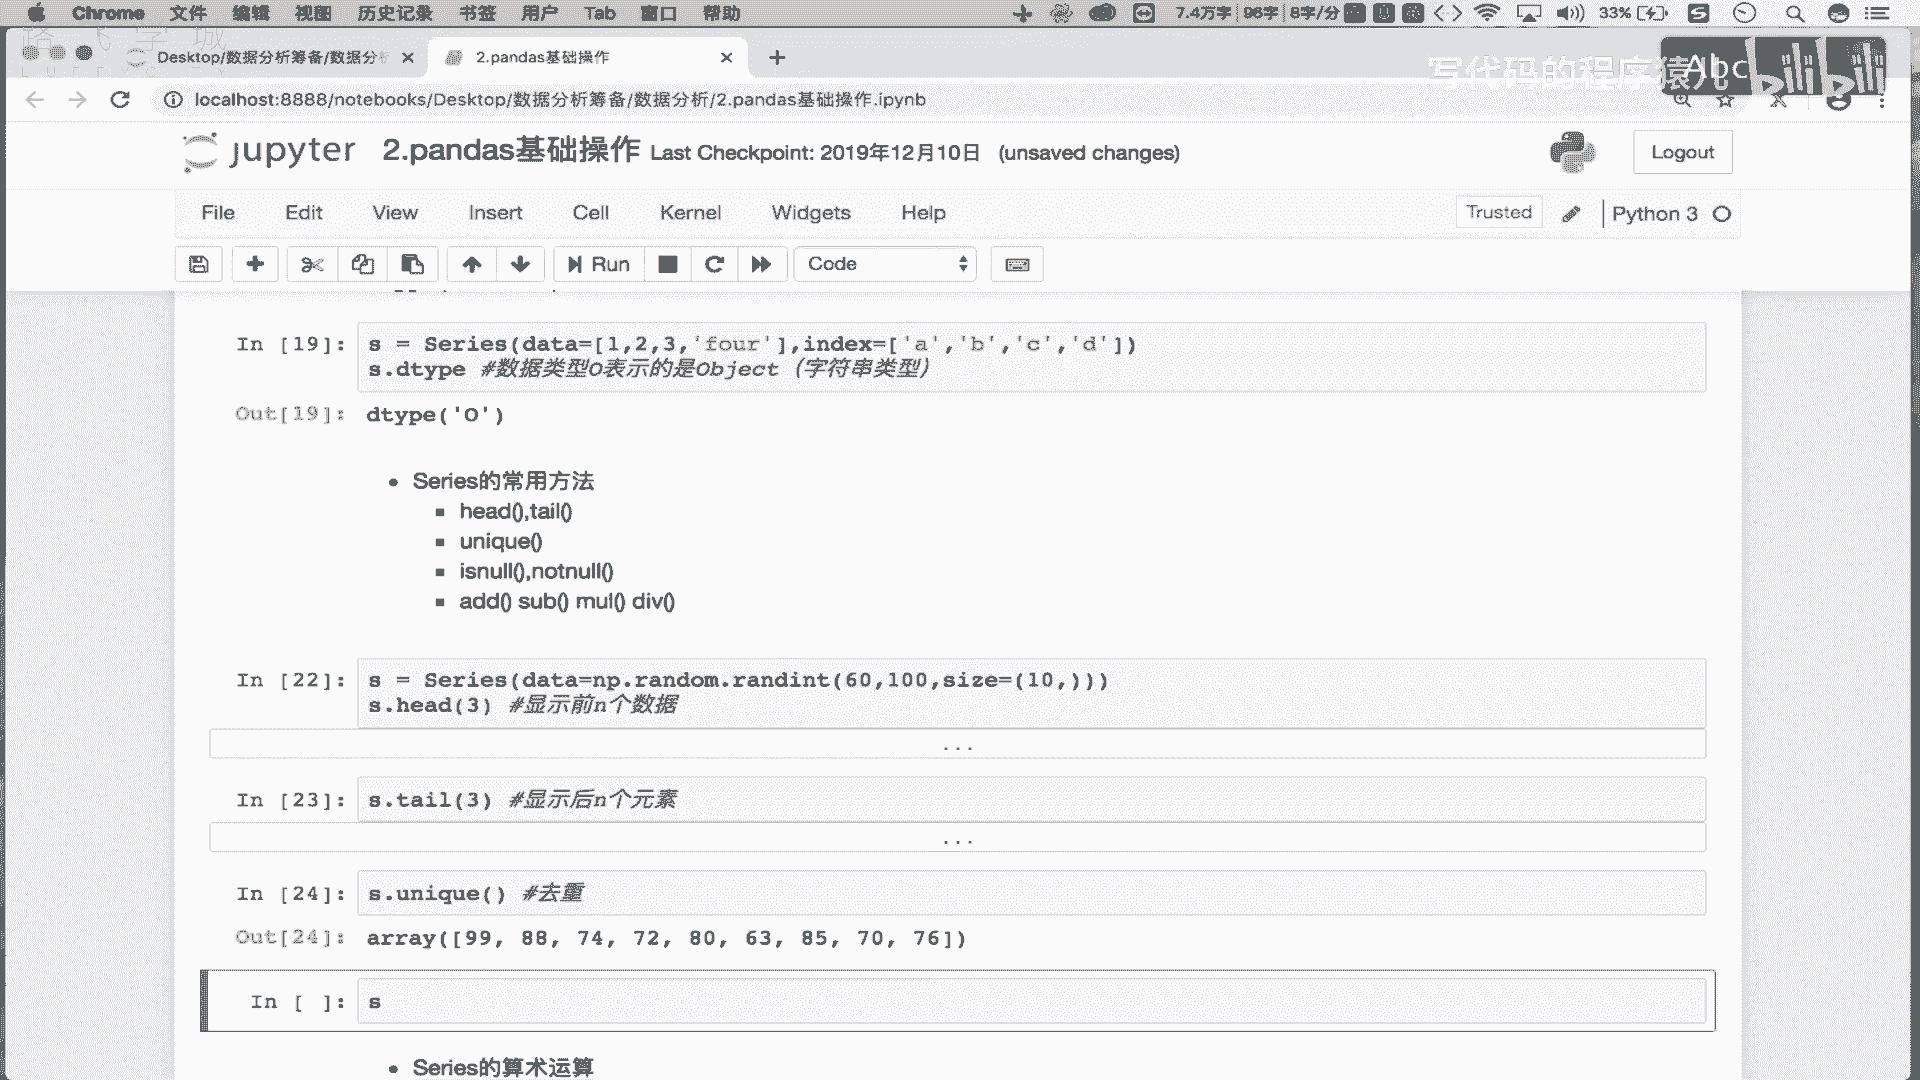 Chrome 文件 编辑 视图 历史记录 书签 用户 Tab 窗口 帮助 7.4万字 96字 8字/分 33%
Desktop/数据分析筹备/数据分析
2.pandas基础操作
写代码的程序猿儿 Abc bilibili
localhost:8888/notebooks/Desktop/数据分析筹备/数据分析/2.pandas基础操作.ipynb
jupyter 2.pandas基础操作 Last Checkpoint: 2019年12月10日 (unsaved changes) Logout
File Edit View Insert Cell Kernel Widgets Help Trusted Python 3
Run Code
In [19]: s = Series(data=[1,2,3,'four'],index=['a','b','c','d'])
s.dtype #数据类型O表示的是Object（字符串类型）
Out[19]: dtype('O')
Series的常用方法
head(),tail()
unique()
isnull(),notnull()
add() sub() mul() div()
In [22]: s = Series(data=np.random.randint(60,100,size=(10,)))
s.head(3) #显示前n个数据
...
In [23]: s.tail(3) #显示后n个元素
...
In [24]: s.unique() #去重
Out[24]: array([99, 88, 74, 72, 80, 63, 85, 70, 76])
In [ ]: s
Series的算术运算